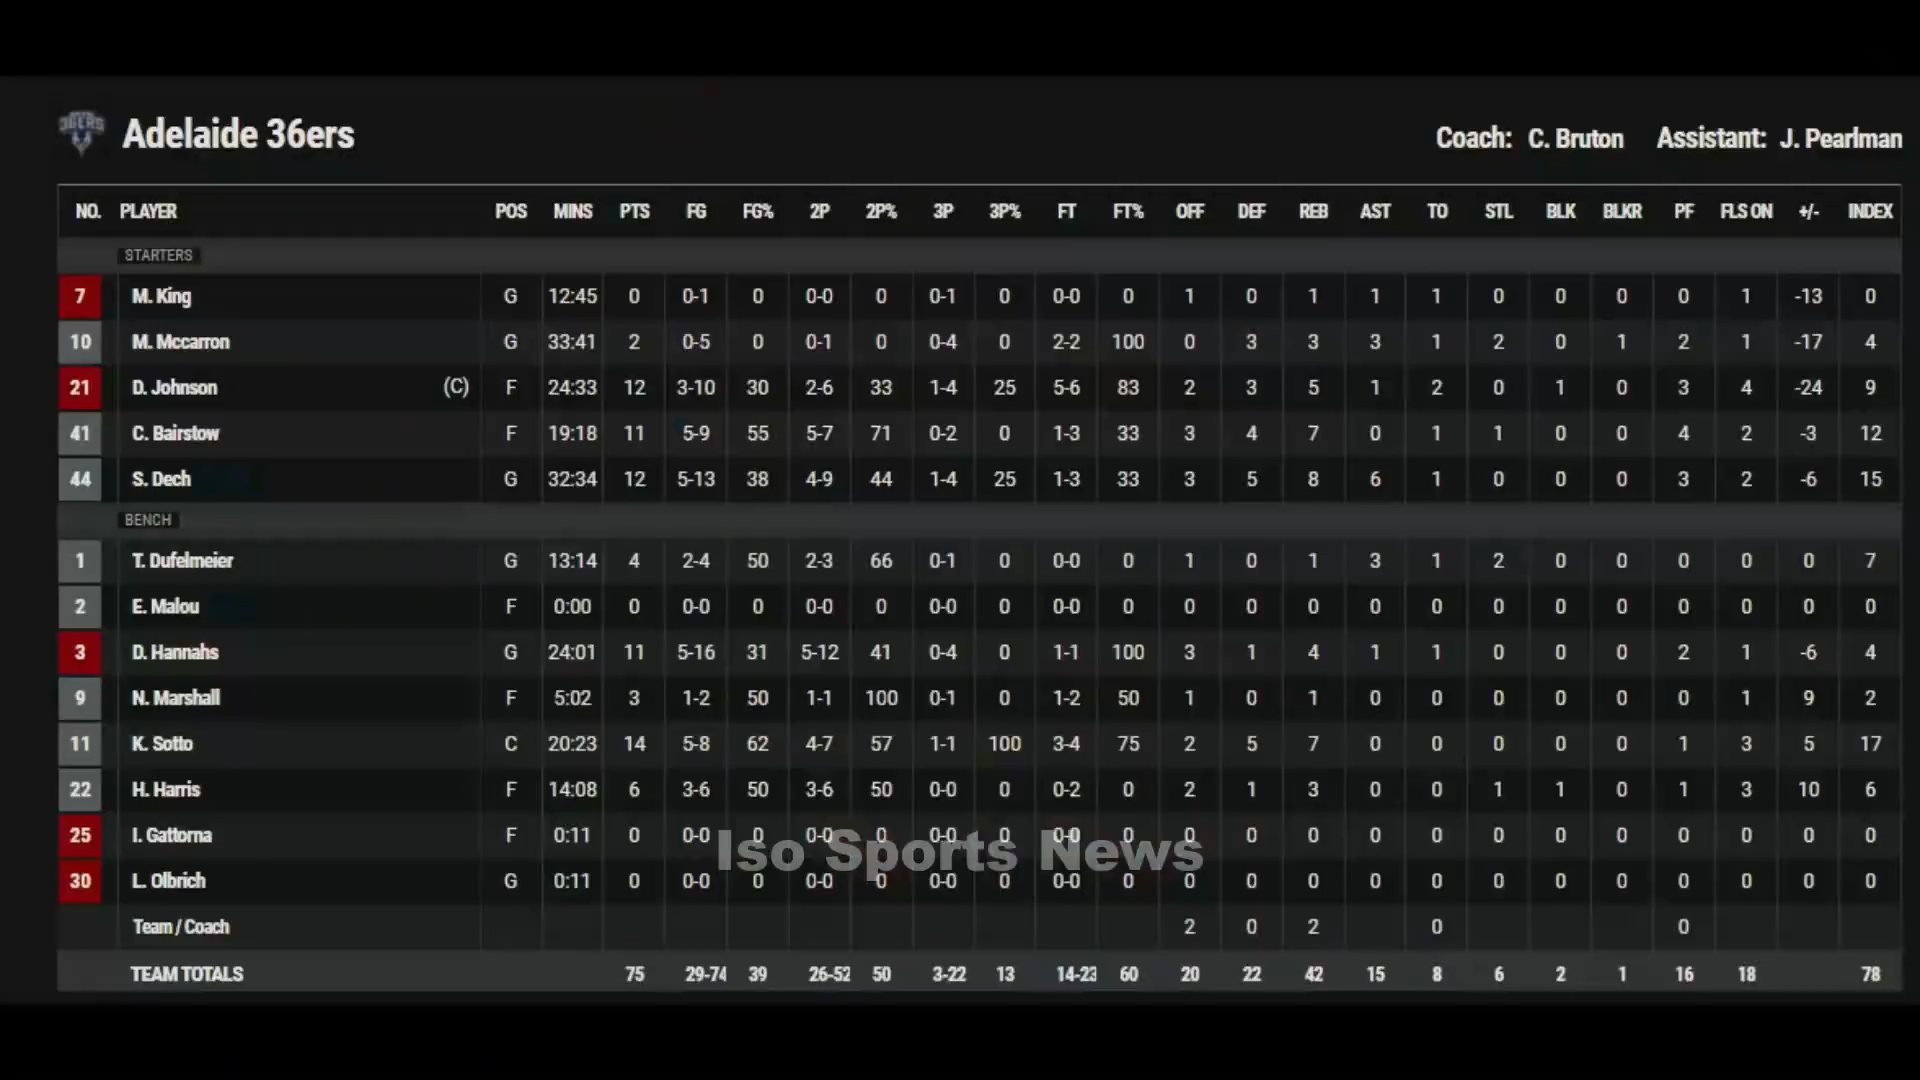 36ERS
Adelaide 36ers
Coach: C. Bruton Assistant: J. Pearlman
NO. PLAYER POS MINS PTS FG FG% 2P 2P% 3P 3P% FT FT% OFF DEF REB AST TO STL BLK BLKR PF FLS ON +/- INDEX
STARTERS
7 M. King G 12:45 0 0-1 0 0-0 0 0-1 0 0-0 0 1 0 1 1 1 0 0 0 0 1 -13 0
10 M. Mccarron G 33:41 2 0-5 0 0-1 0 0-4 0 2-2 100 0 3 3 3 1 2 0 1 2 1 -17 4
21 D. Johnson (C) F 24:33 12 3-10 30 2-6 33 1-4 25 5-6 83 2 3 5 1 2 0 1 0 3 4 -24 9
41 C. Bairstow F 19:18 11 5-9 55 5-7 71 0-2 0 1-3 33 3 4 7 0 1 1 0 0 4 2 -3 12
44 S. Dech G 32:34 12 5-13 38 4-9 44 1-4 25 1-3 33 3 5 8 6 1 0 0 0 3 2 -6 15
BENCH
1 T. Dufelmeier G 13:14 4 2-4 50 2-3 66 0-1 0 0-0 0 1 0 1 3 1 2 0 0 0 0 0 7
2 E. Malou F 0:00 0 0-0 0 0-0 0 0-0 0 0-0 0 0 0 0 0 0 0 0 0 0 0 0 0
3 D. Hannahs G 24:01 11 5-16 31 5-12 41 0-4 0 1-1 100 3 1 4 1 1 0 0 0 2 1 -6 4
9 N. Marshall F 5:02 3 1-2 50 1-1 100 0-1 0 1-2 50 1 0 1 0 0 0 0 0 0 1 9 2
11 K. Sotto C 20:23 14 5-8 62 4-7 57 1-1 100 3-4 75 2 5 7 0 0 0 0 0 1 3 5 17
22 H. Harris F 14:08 6 3-6 50 3-6 50 0-0 0 0-2 0 2 1 3 0 0 1 1 0 1 3 10 6
25 I. Gattorna F 0:11 0 0-0 0 0-0 0 0-0 0 0-0 0 0 0 0 0 0 0 0 0 0 0 0 0
Iso Sports News
30 L. Olbrich G 0:11 0 0-0 0 0-0 0 0-0 0 0-0 0 0 0 0 0 0 0 0 0 0 0 0 0
Team / Coach 2 0 2 0 0
TEAM TOTALS 75 29-74 39 26-52 50 3-22 13 14-23 60 20 22 42 15 8 6 2 1 16 18 78